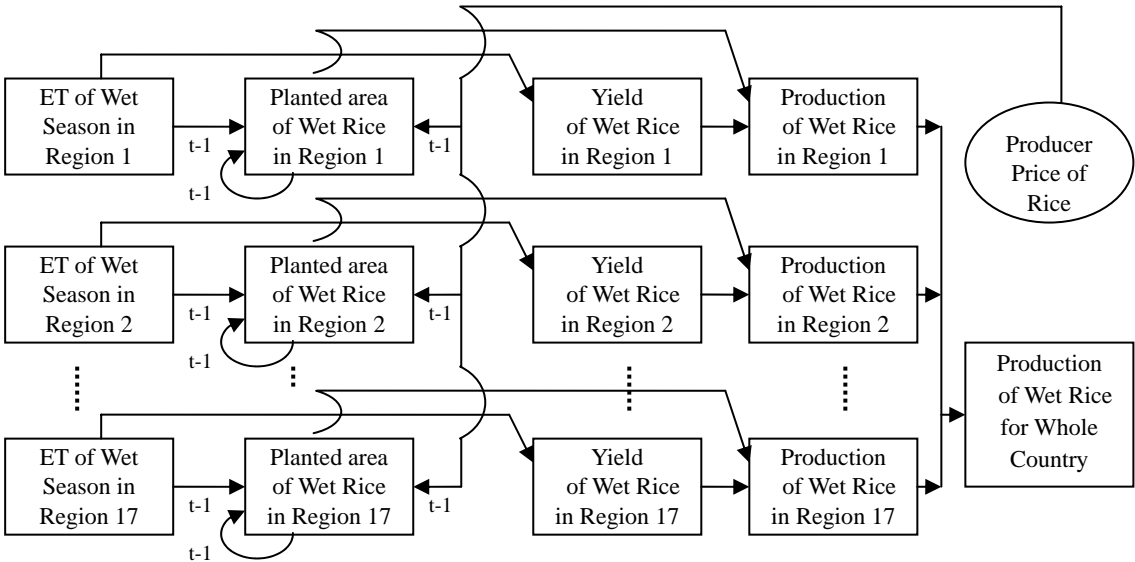 ET of Wet
Season in
Region 1
t-1
t-1
Planted area
of Wet Rice
in Region 1
t-1
Yield
of Wet Rice
in Region 1
Production
of Wet Rice
in Region 1
Producer
Price of
Rice
ET of Wet
Season in
Region 2
t-1
t-1
Planted area
of Wet Rice
in Region 2
t-1
Yield
of Wet Rice
in Region 2
Production
of Wet Rice
in Region 2
Production
of Wet Rice
for Whole
Country
ET of Wet
Season in
Region 17
t-1
t-1
Planted area
of Wet Rice
in Region 17
t-1
Yield
of Wet Rice
in Region 17
Production
of Wet Rice
in Region 17